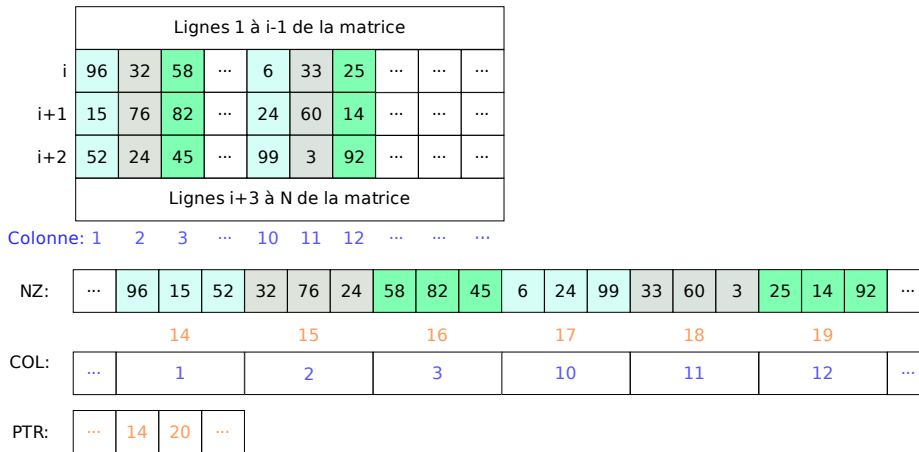 Lignes 1 à i-1 de la matrice
i 96 32 58 ... 6 33 25 ... ... ...
i+1 15 76 82 ... 24 60 14 ... ... ...
i+2 52 24 45 ... 99 3 92 ... ... ...
Lignes i+3 à N de la matrice
Colonne: 1 2 3 ... 10 11 12 ... ... ...
NZ: ... 96 15 52 32 76 24 58 82 45 6 24 99 33 60 3 25 14 92 ...
14 15 16 17 18 19
COL: ... 1 2 3 10 11 12 ...
PTR: ... 14 20 ...